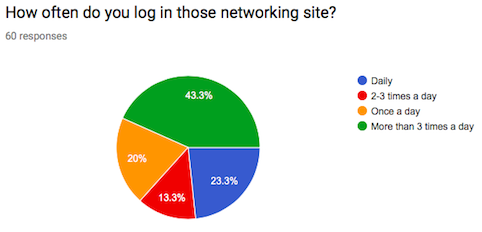 How often do you log in those networking site?
60 responses
43.3%
20%
13.3%
23.3%
Daily
2-3 times a day
Once a day
More than 3 times a day